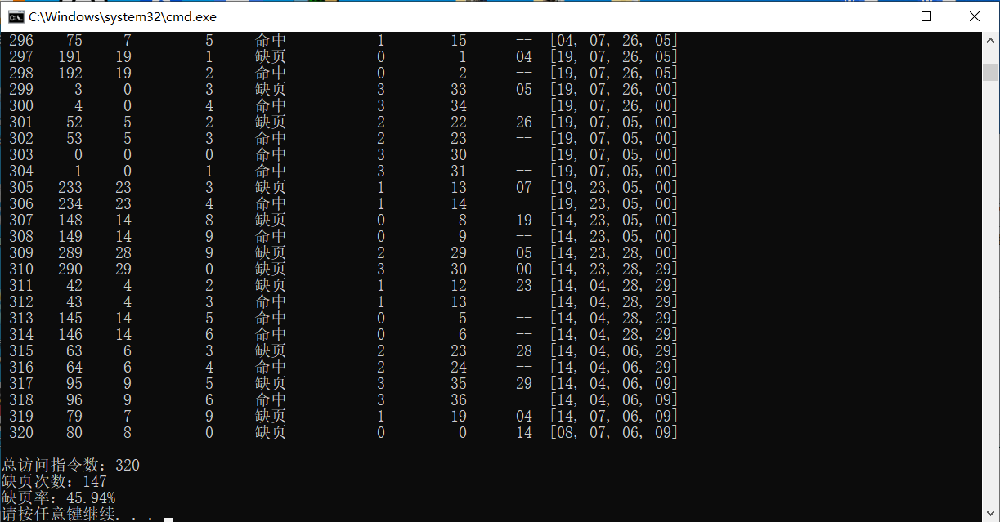 C:\Windows\system32\cmd.exe
296 75 7 5 命中 1 15 -- [04, 07, 26, 05]
297 191 19 1 缺页 0 1 04 [19, 07, 26, 05]
298 192 19 2 命中 0 2 -- [19, 07, 26, 05]
299 3 0 3 缺页 3 33 05 [19, 07, 26, 00]
300 4 0 4 命中 3 34 -- [19, 07, 26, 00]
301 52 5 2 缺页 2 22 26 [19, 07, 05, 00]
302 53 5 3 命中 2 23 -- [19, 07, 05, 00]
303 0 0 0 命中 3 30 -- [19, 07, 05, 00]
304 1 0 1 命中 3 31 -- [19, 07, 05, 00]
305 233 23 3 缺页 1 13 07 [19, 23, 05, 00]
306 234 23 4 命中 1 14 -- [19, 23, 05, 00]
307 148 14 8 缺页 0 8 19 [14, 23, 05, 00]
308 149 14 9 命中 0 9 -- [14, 23, 05, 00]
309 289 28 9 缺页 2 29 05 [14, 23, 28, 00]
310 290 29 0 缺页 3 30 00 [14, 23, 28, 29]
311 42 4 2 缺页 1 12 23 [14, 04, 28, 29]
312 43 4 3 命中 1 13 -- [14, 04, 28, 29]
313 145 14 5 命中 0 5 -- [14, 04, 28, 29]
314 146 14 6 命中 0 6 -- [14, 04, 28, 29]
315 63 6 3 缺页 2 23 28 [14, 04, 06, 29]
316 64 6 4 命中 2 24 -- [14, 04, 06, 29]
317 95 9 5 缺页 3 35 29 [14, 04, 06, 09]
318 96 9 6 命中 3 36 -- [14, 04, 06, 09]
319 79 7 9 缺页 1 19 04 [14, 07, 06, 09]
320 80 8 0 缺页 0 0 14 [08, 07, 06, 09]
总访问指令数: 320
缺页次数: 147
缺页率: 45.94%
请按任意键继续. . .